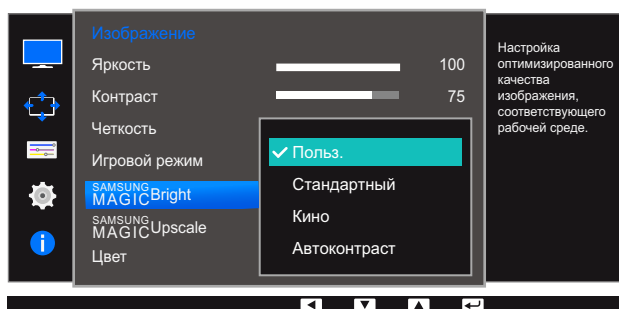 Изображение
Яркость 100
Контраст 75
Четкость
Игровой режим
SAMSUNG MAGIC Bright
SAMSUNG MAGIC Upscale
Цвет
Польз.
Стандартный
Кино
Автоконтраст
Настройка
оптимизированного
качества
изображения,
соответствующего
рабочей среде.